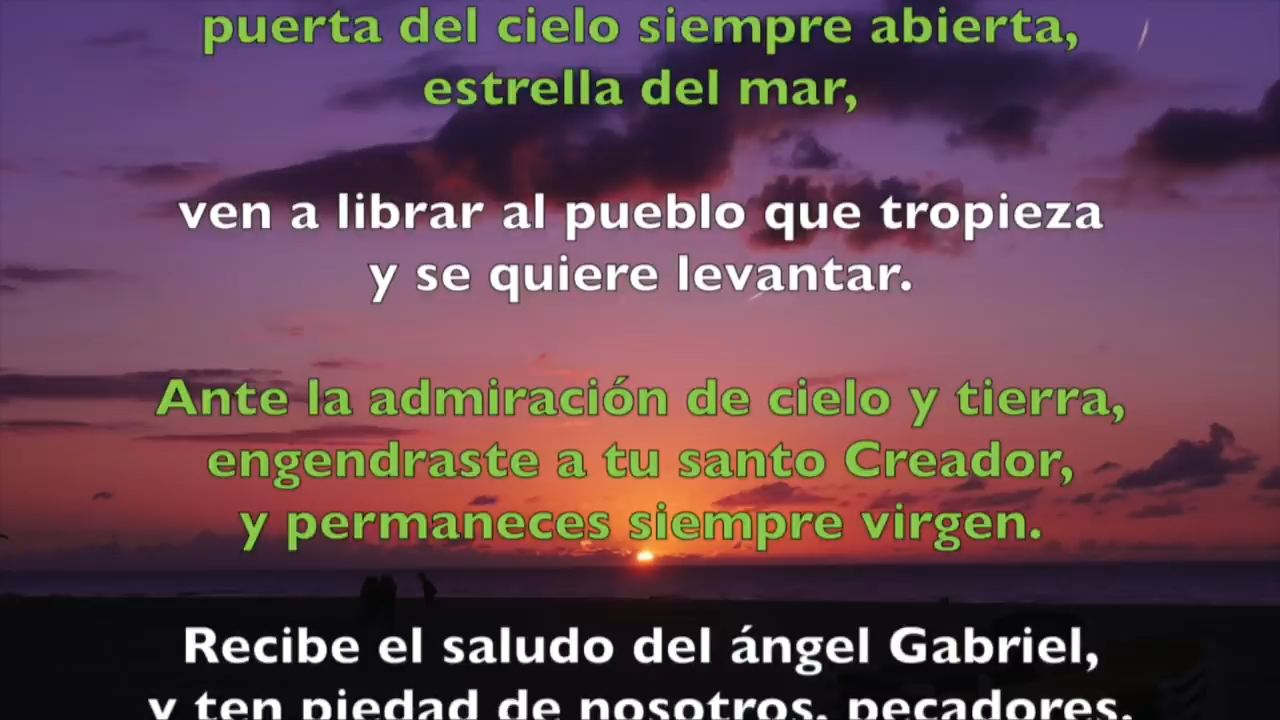 puerta del cielo siempre abierta,
estrella del mar,
ven a librar al pueblo que tropieza
y se quiere levantar.
Ante la admiración de cielo y tierra,
engendraste a tu santo Creador,
y permaneces siempre virgen.
Recibe el saludo del ángel Gabriel,
y ten piedad de nosotros, pecadores.